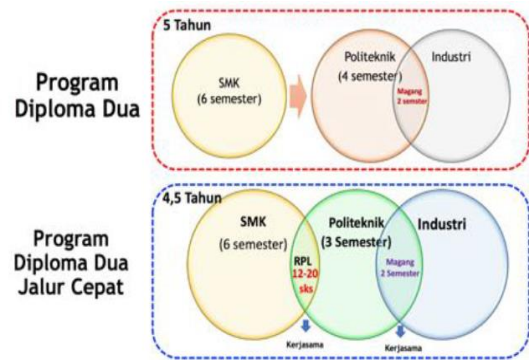 Program
Diploma Dua
5 Tahun
SMK
(6 semester)
Politeknik
(4 semester)
Magang
2 semster
Industri
Program
Diploma Dua
Jalur Cepat
4,5 Tahun
SMK
(6 semester)
RPL
12-20
sks
Politeknik
(3 Semester)
Magang
2 Semester
Industri
Kerjasama
Kerjasama